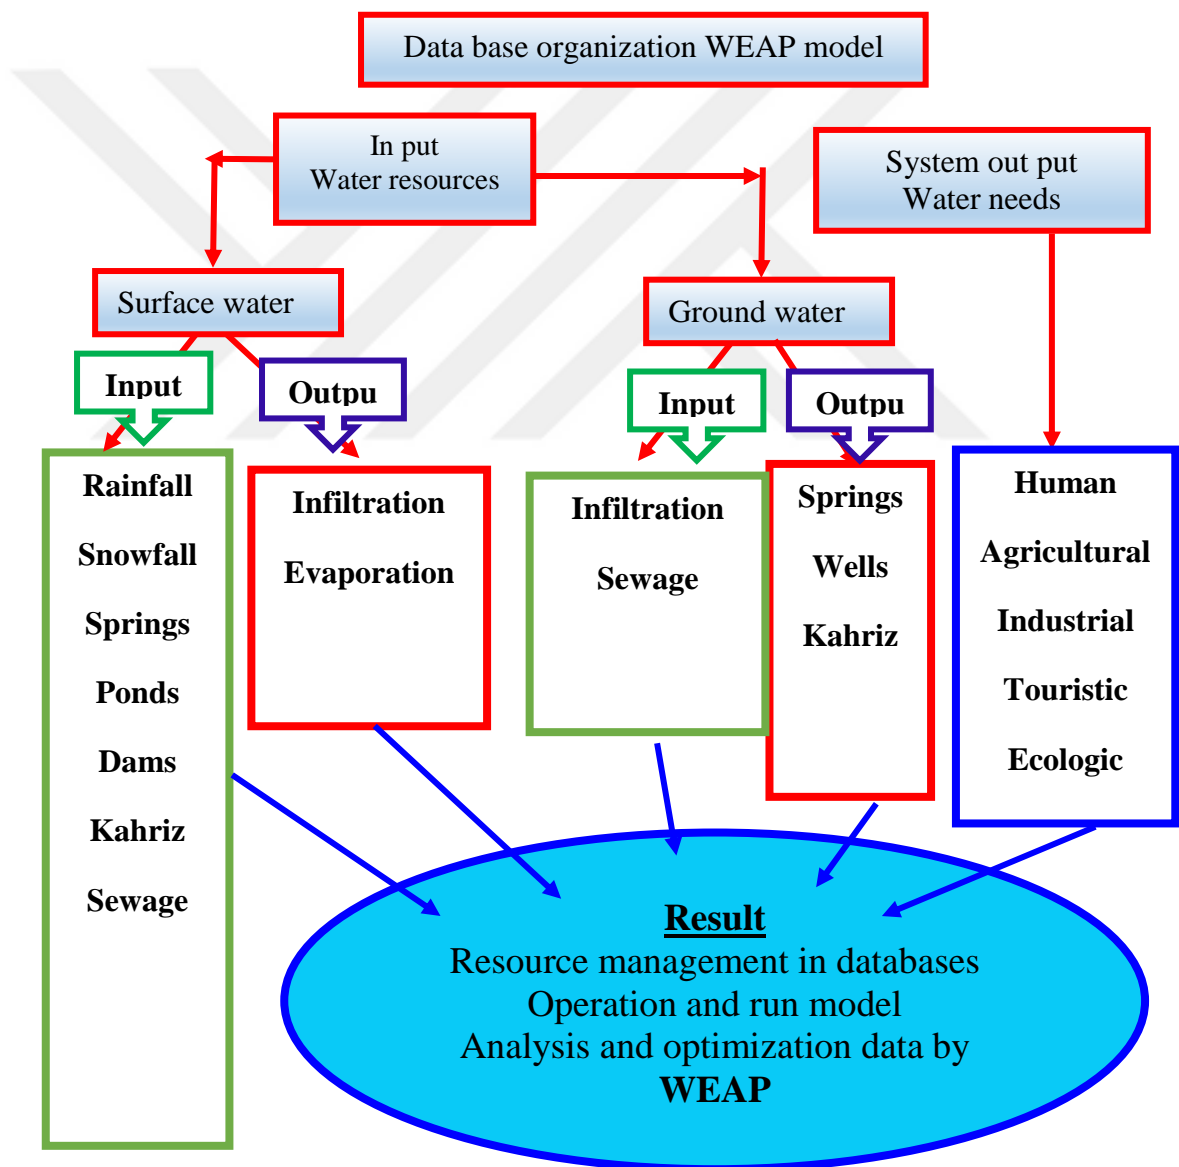 Data base organization WEAP model
In put
Water resources
System out put
Water needs
Surface water
Ground water
Input
Outpu
Input
Outpu
Rainfall
Snowfall
Springs
Ponds
Dams
Kahriz
Sewage
Infiltration
Evaporation
Infiltration
Sewage
Springs
Wells
Kahriz
Human
Agricultural
Industrial
Touristic
Ecologic
Result
Resource management in databases
Operation and run model
Analysis and optimization data by
WEAP